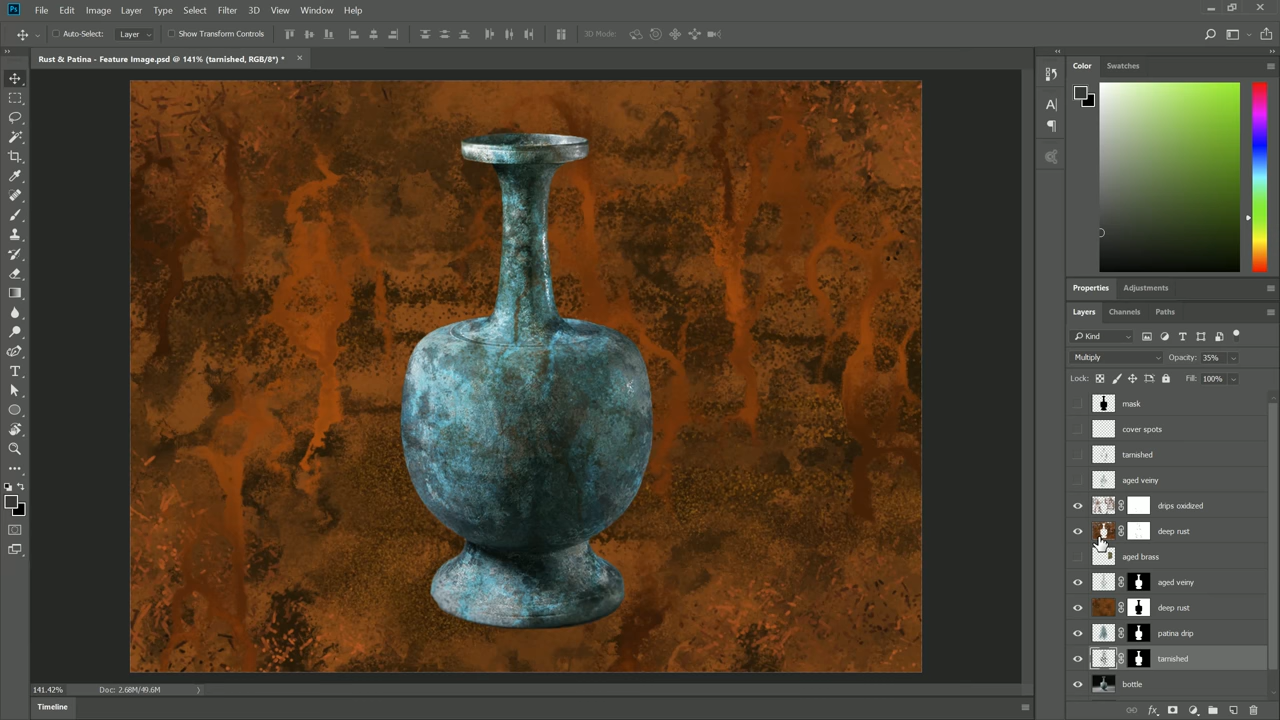 Ps File Edit Image Layer Type Select Filter 3D View Window Help
Auto-Select: Layer Show Transform Controls 3D Mode:
Rust & Patina - Feature Image.psd @ 141% (tarnished, RGB/8*) *
Color Swatches
Properties Adjustments
Layers Channels Paths
Kind
Multiply Opacity: 35%
Lock: Fill: 100%
mask
cover spots
tarnished
aged veiny
drips oxidized
deep rust
aged brass
aged veiny
deep rust
patina drip
tarnished
bottle
141.42% Doc: 2.68M/49.6M
Timeline